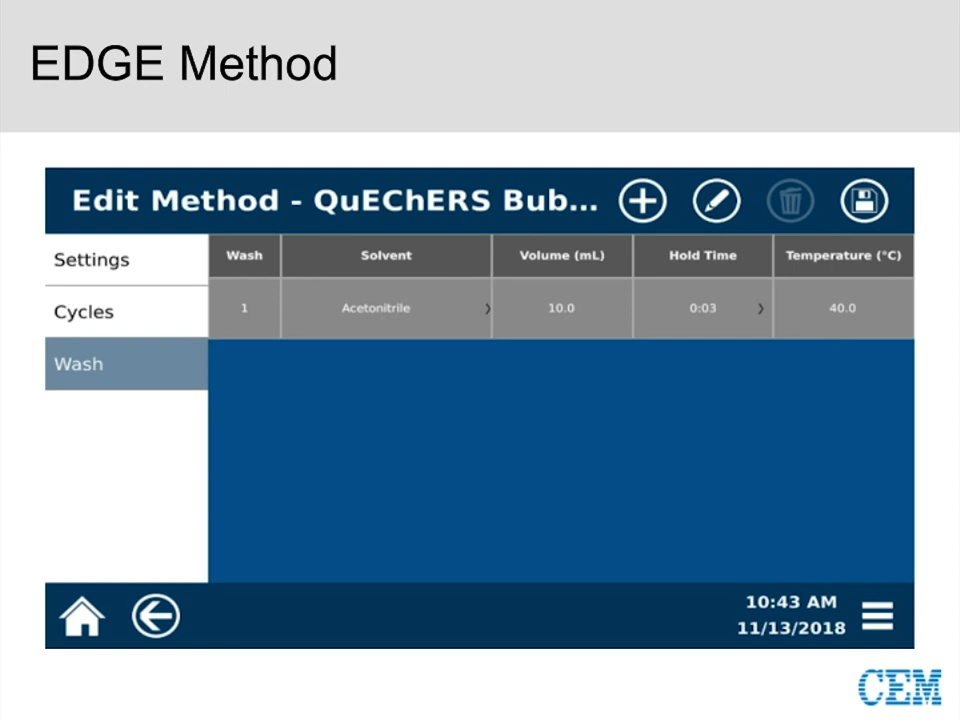 EDGE Method
Edit Method - QuEChERS Bub...
Settings
Cycles
Wash
Wash Solvent Volume (mL) Hold Time Temperature (°C)
1 Acetonitrile 10.0 0:03 40.0
10:43 AM
11/13/2018
CEM